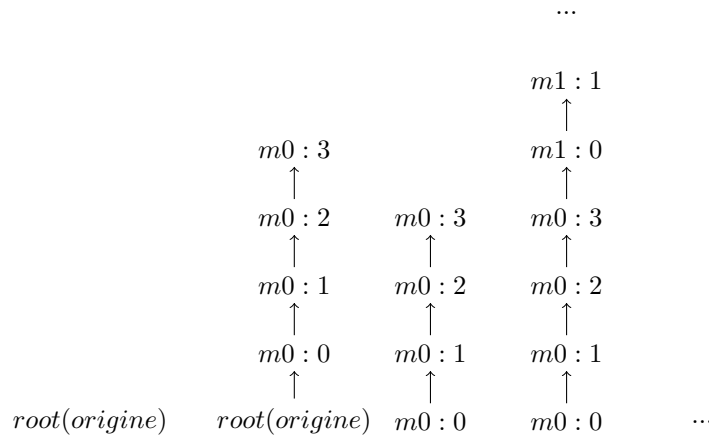 ...
m1 : 1
m0 : 3 m1 : 0
m0 : 2 m0 : 3 m0 : 3
m0 : 1 m0 : 2 m0 : 2
m0 : 0 m0 : 1 m0 : 1
root(origine) root(origine) m0 : 0 m0 : 0 ...